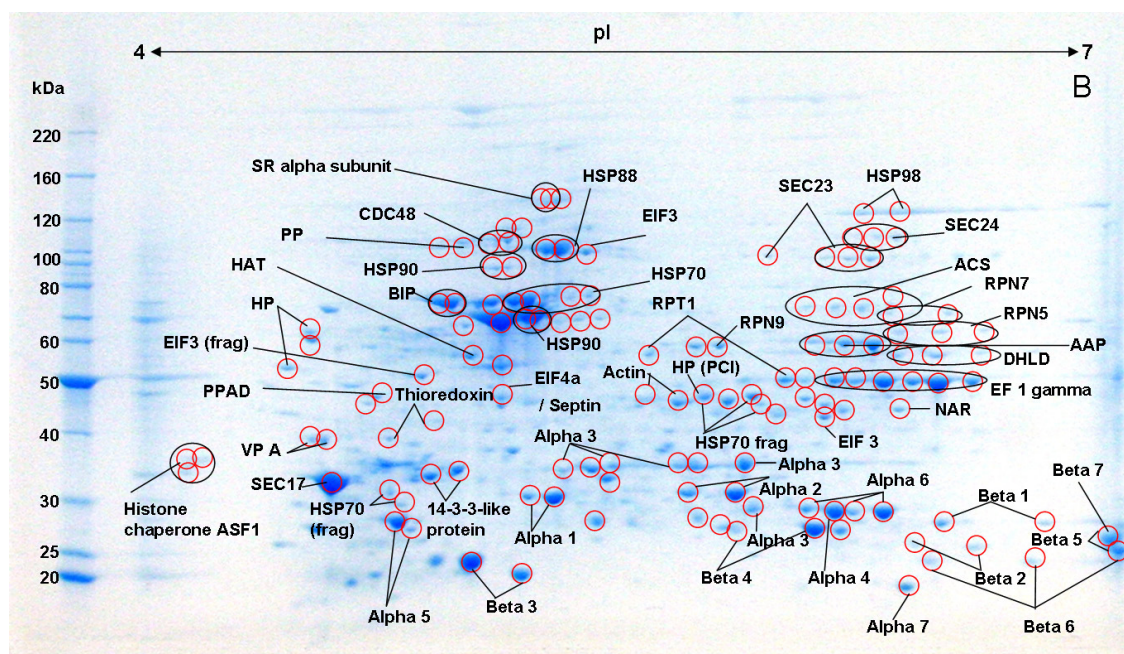 pI
4
7
B
kDa
220
160
120
100
80
60
50
40
30
25
20
SR alpha subunit
HSP88
SEC23
HSP98
CDC48
EIF3
PP
SEC24
HAT
HSP90
HSP70
ACS
BIP
RPN7
HP
RPT1
RPN5
EIF3 (frag)
RPN9
HSP90
AAP
DHLD
Actin
HP (PCI)
PPAD
Thioredoxin
EIF4a
/ Septin
EF 1 gamma
NAR
HSP70 frag
EIF 3
VP A
Alpha 3
Alpha 3
Beta 7
SEC17
Alpha 2
Alpha 6
Beta 1
Histone
chaperone ASF1
HSP70
(frag)
14-3-3-like
protein
Alpha 1
Alpha 3
Beta 5
Beta 4
Alpha 4
Beta 2
Alpha 5
Beta 3
Alpha 7
Beta 6